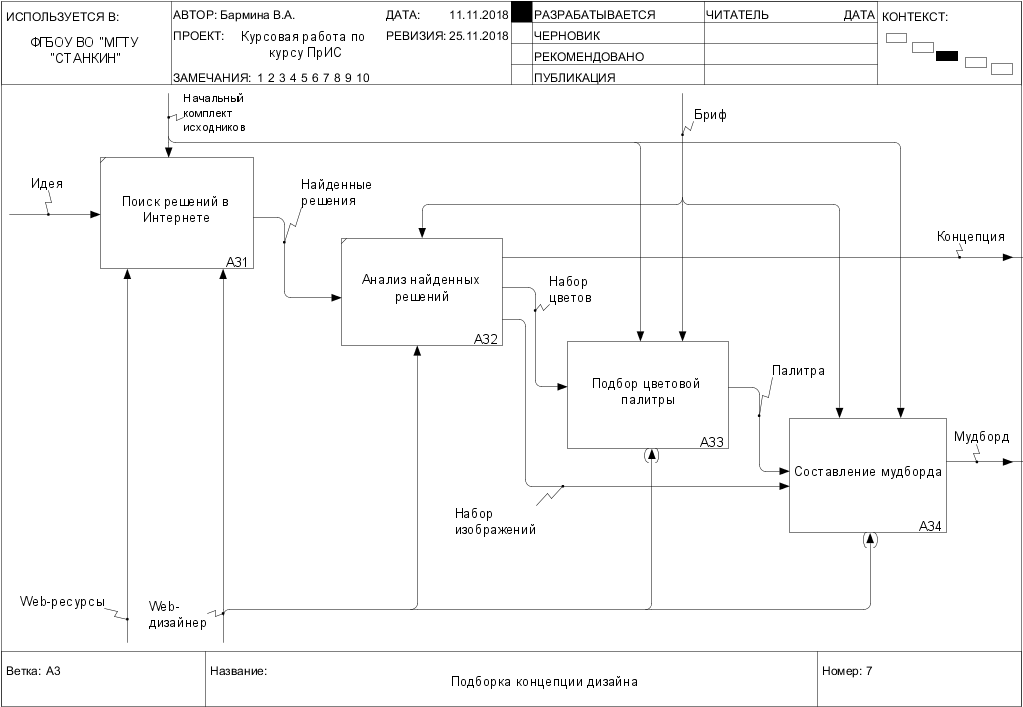 ИСПОЛЬЗУЕТСЯ В:
ФГБОУ ВО "МГТУ
"СТАНКИН"
АВТОР: Бармина В.А.
ДАТА: 11.11.2018
ПРОЕКТ: Курсовая работа по
курсу ПрИС
РЕВИЗИЯ: 25.11.2018
ЗАМЕЧАНИЯ: 1 2 3 4 5 6 7 8 9 10
РАЗРАБАТЫВАЕТСЯ
ЧЕРНОВИК
РЕКОМЕНДОВАНО
ПУБЛИКАЦИЯ
ЧИТАТЕЛЬ ДАТА
КОНТЕКСТ:
Начальный
комплект
исходников
Бриф
Идея
Поиск решений в
Интернете
A31
Найденные
решения
Концепция
Анализ найденных
решений
A32
Набор
цветов
Подбор цветовой
палитры
A33
Палитра
Мудборд
Составление мудборда
A34
Набор
изображений
Web-ресурсы
Web-
дизайнер
Ветка: A3
Название:
Подборка концепции дизайна
Номер: 7